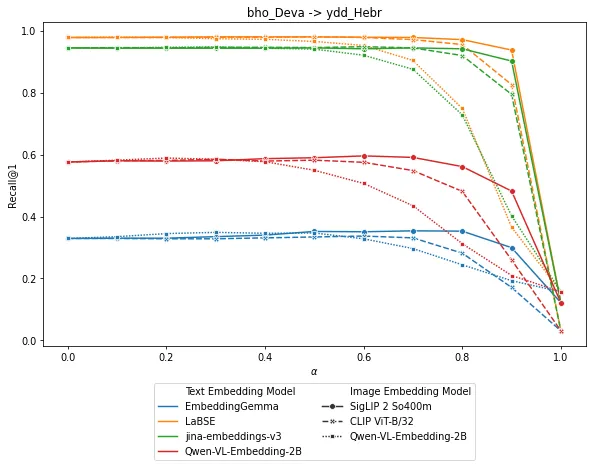 bho_Deva -> ydd_Hebr
Recall@1
1.0
0.8
0.6
0.4
0.2
0.0
0.0 0.2 0.4 0.6 0.8 1.0
α
Text Embedding Model
EmbeddingGemma
LaBSE
jina-embeddings-v3
Qwen-VL-Embedding-2B
Image Embedding Model
SigLIP 2 So400m
CLIP ViT-B/32
Qwen-VL-Embedding-2B